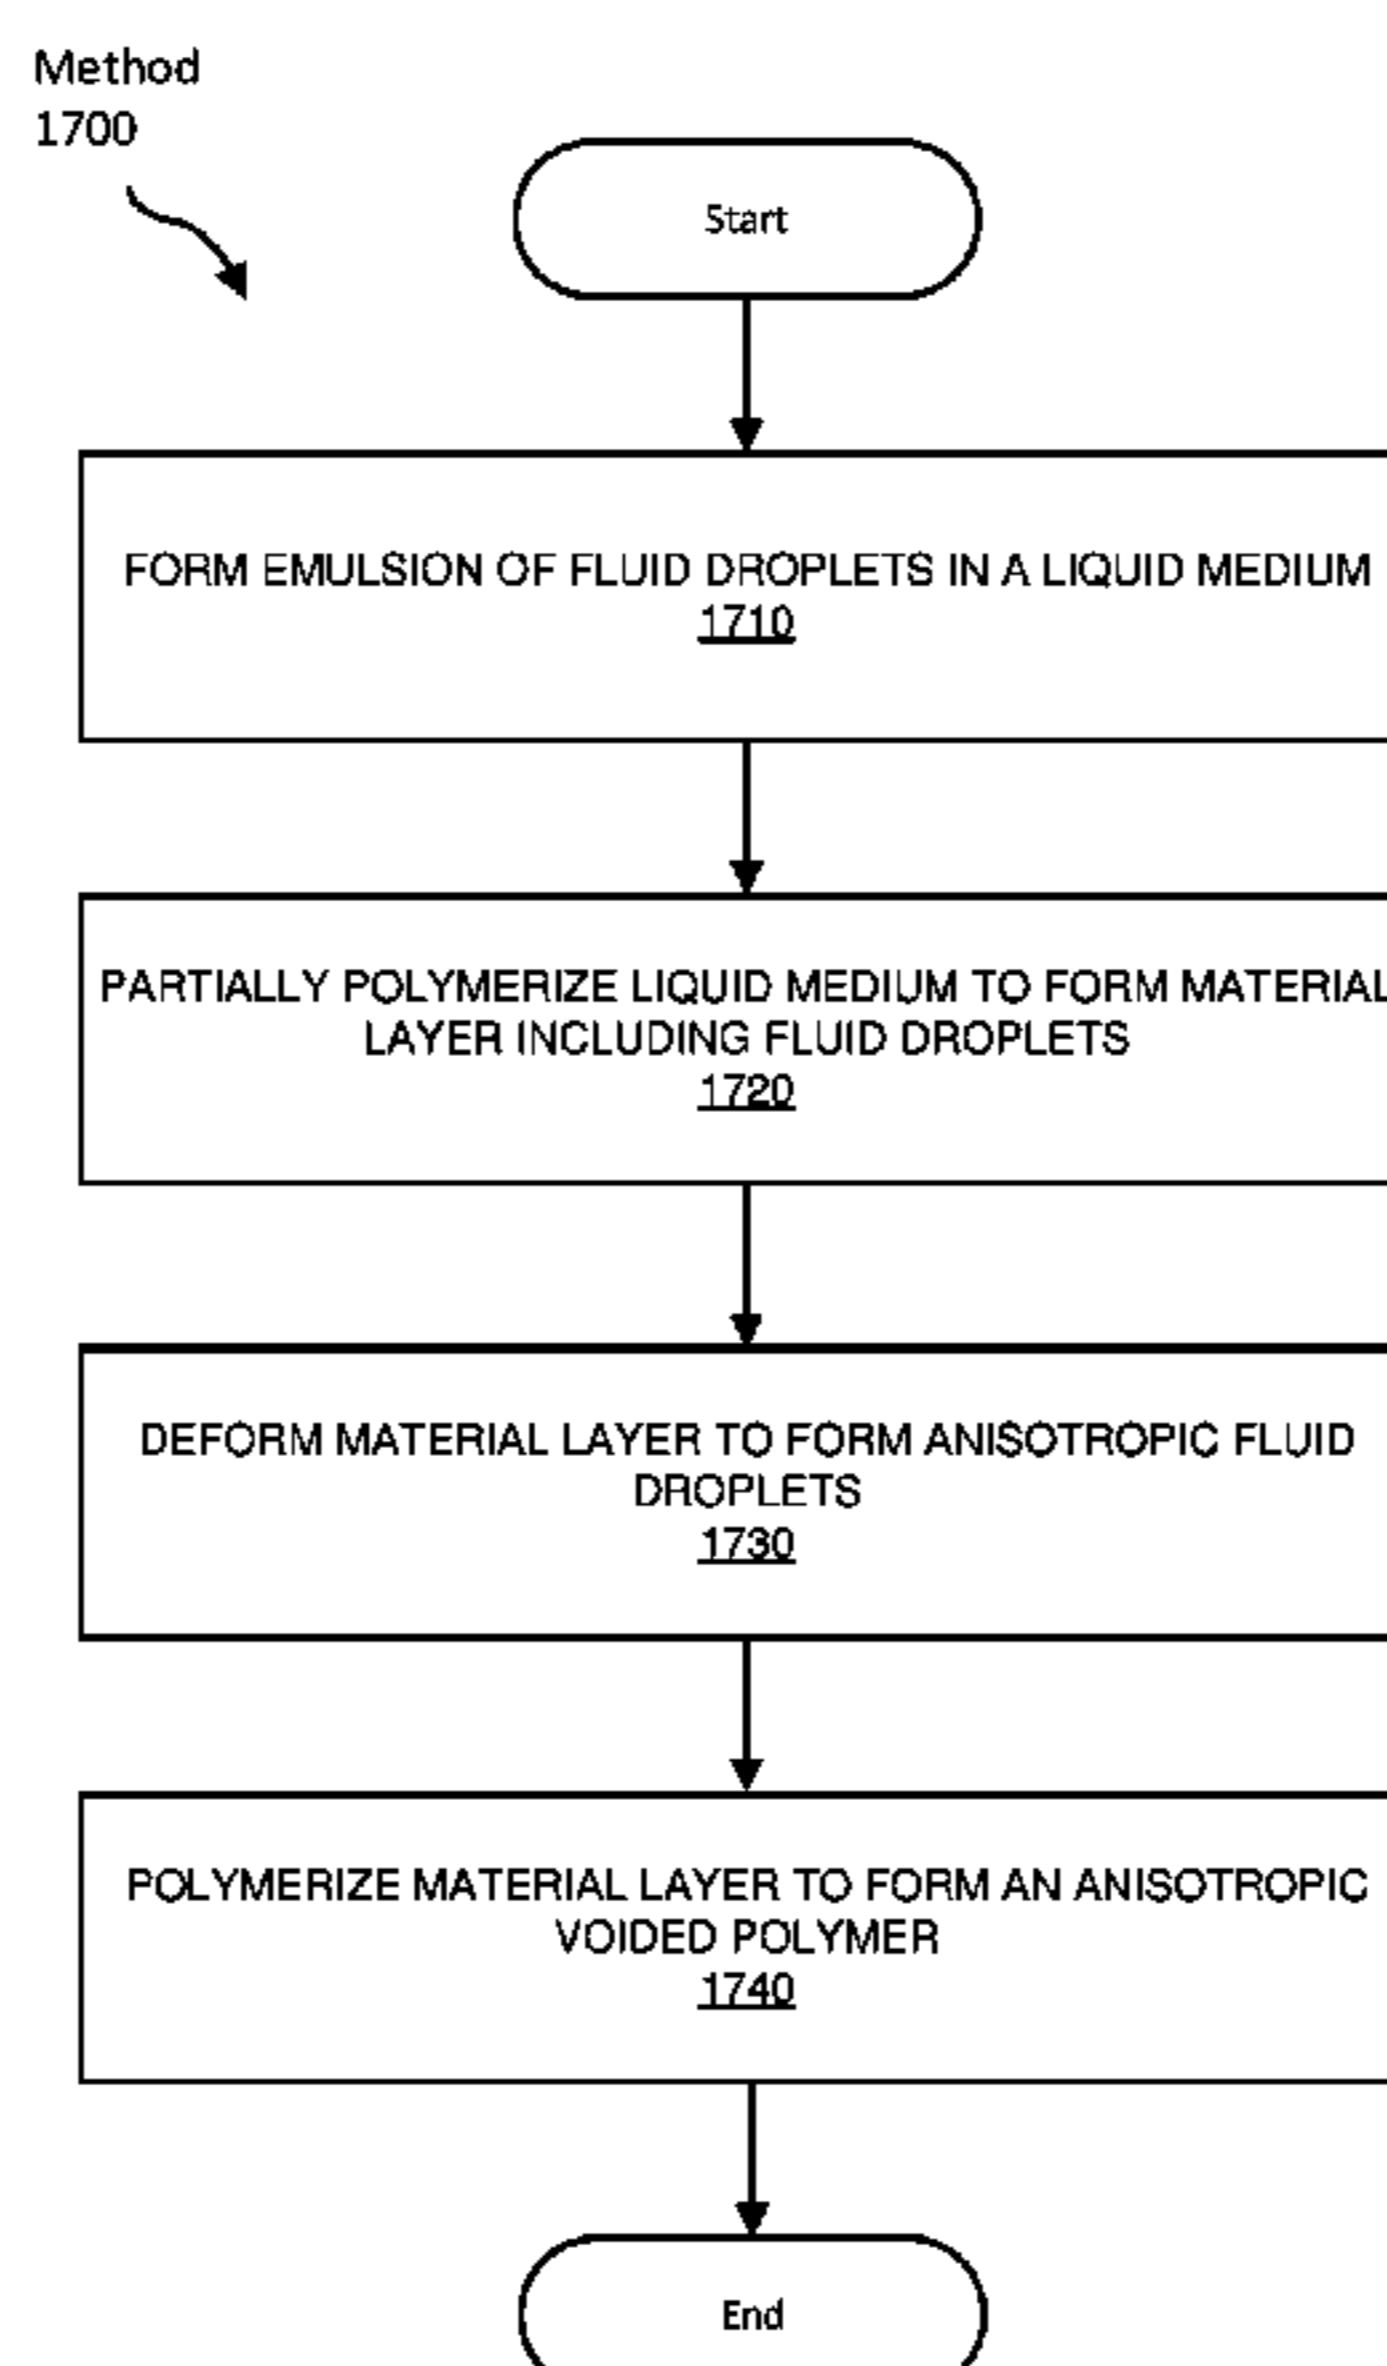 Method
1700
Start
FORM EMULSION OF FLUID DROPLETS IN A LIQUID MEDIUM
1710
PARTIALLY POLYMERIZE LIQUID MEDIUM TO FORM MATERIAL
LAYER INCLUDING FLUID DROPLETS
1720
DEFORM MATERIAL LAYER TO FORM ANISOTROPIC FLUID
DROPLETS
1730
POLYMERIZE MATERIAL LAYER TO FORM AN ANISOTROPIC
VOIDED POLYMER
1740
End